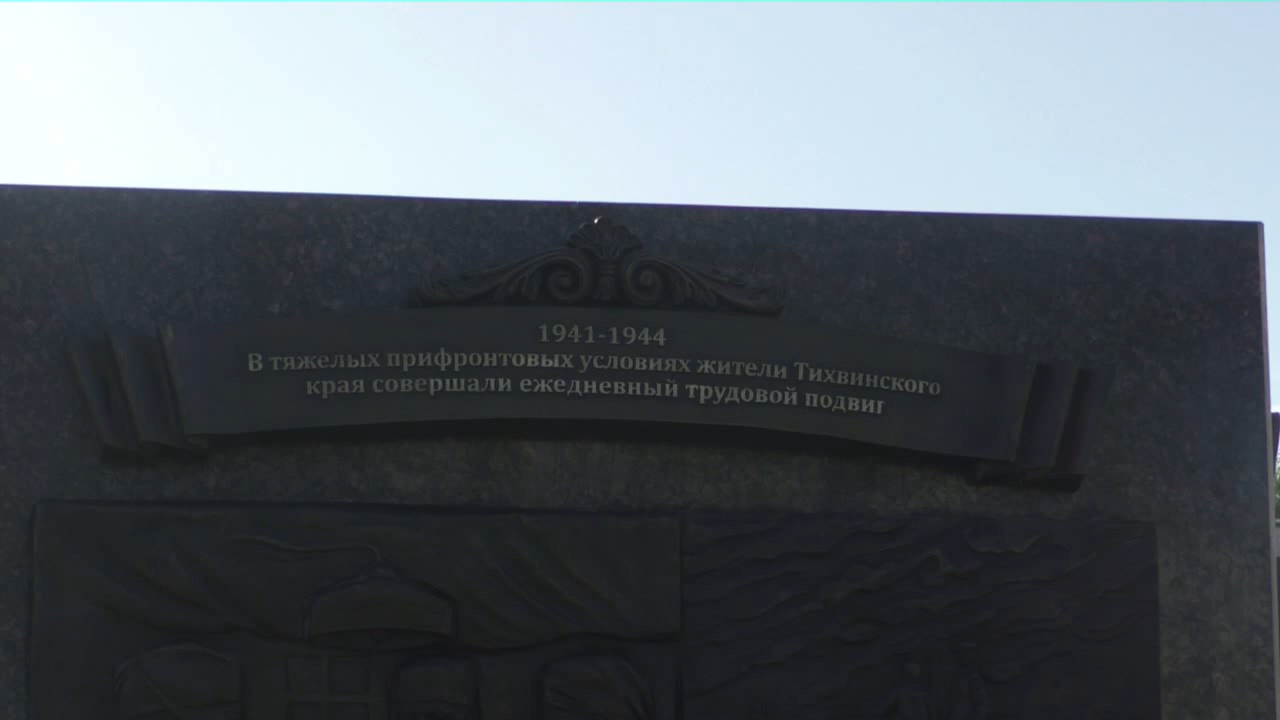 1941-1944
В тяжелых прифронтовых условиях жители Тихвинского
края совершали ежедневный трудовой подвиг